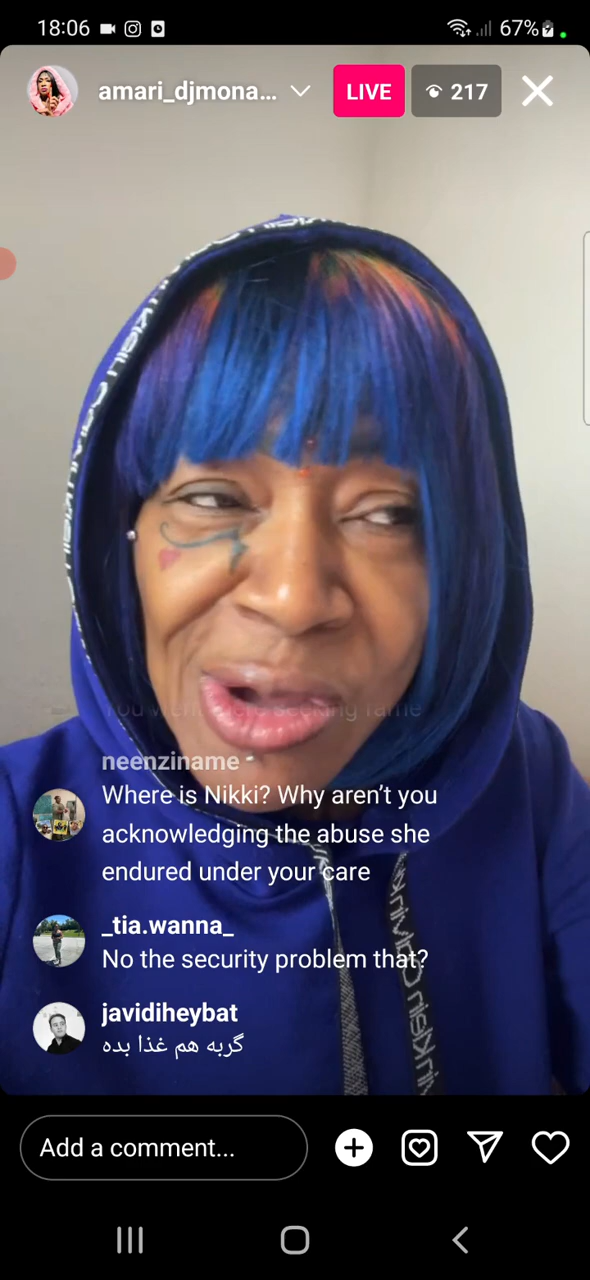 18:06
67%
amari_djmona...
LIVE
217
neenziname
Where is Nikki? Why aren't you
acknowledging the abuse she
endured under your care
_tia.wanna_
No the security problem that?
javidiheybat
گربه هم غذا بده
Add a comment...